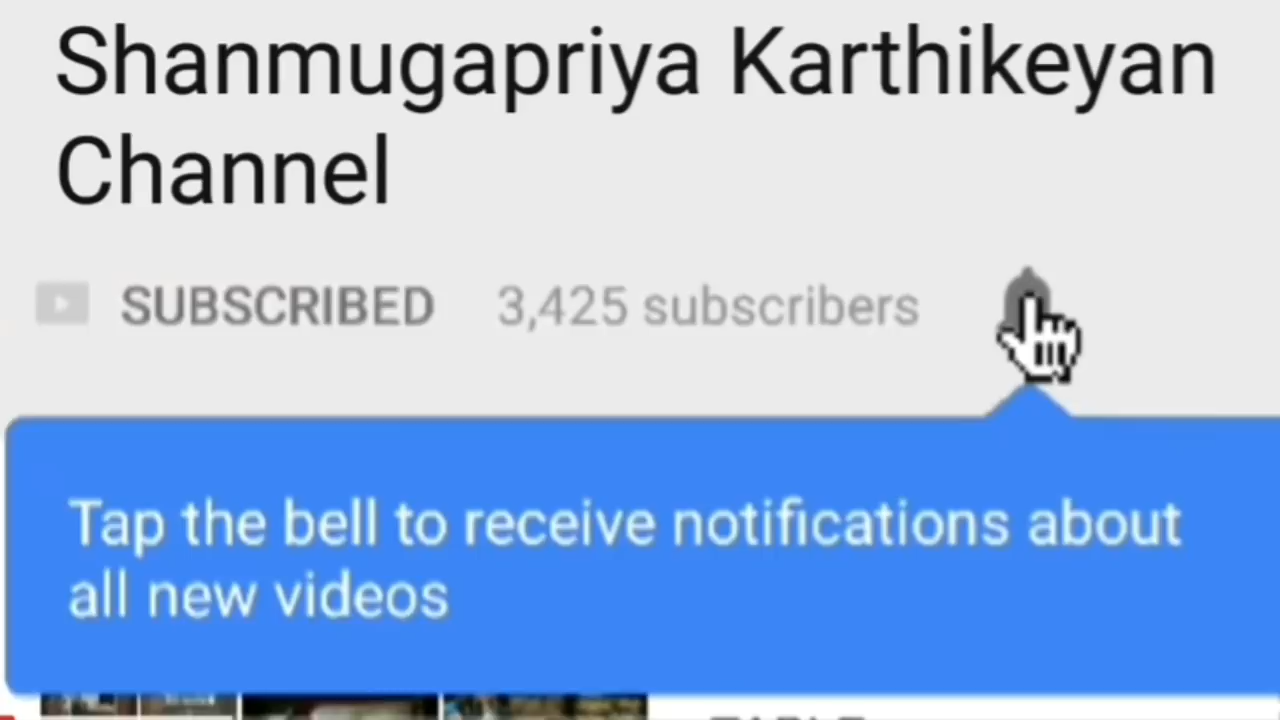 Shanmugapriya Karthikeyan
Channel
SUBSCRIBED 3,425 subscribers
Tap the bell to receive notifications about
all new videos